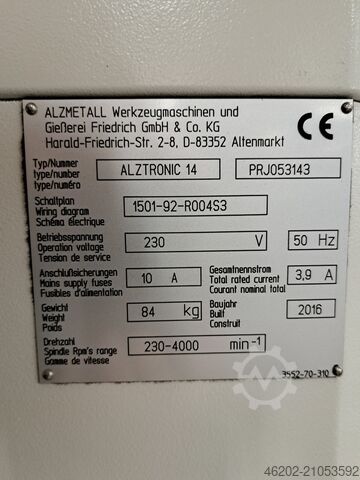 ALZMETALL Werkzeugmaschinen und
Gießerei Friedrich GmbH & Co. KG
Harald-Friedrich-Str. 2-8, D-83352 Altenmarkt
CE
Typ/Nummer
type/number
type/numéro
ALZTRONIC 14
PRJ053143
Schaltplan
Wiring diagram
Schéma électrique
1501-92-R004S3
Betriebsspannung
Operation voltage
Tension de service
230 V
50 Hz
Anschlußsicherungen
Mains supply fuses
Fusibles d'alimentation
10 A
Gesamtnennstrom
Total rated current
Courant nominal total
3,9 A
Gewicht
Weight
Poids
84 kg
Baujahr
Built
Construit
2016
Drehzahl
Spindle Rpm's range
Gamme de vitesse
230-4000 min-1
3552-70-310
46202-21053592